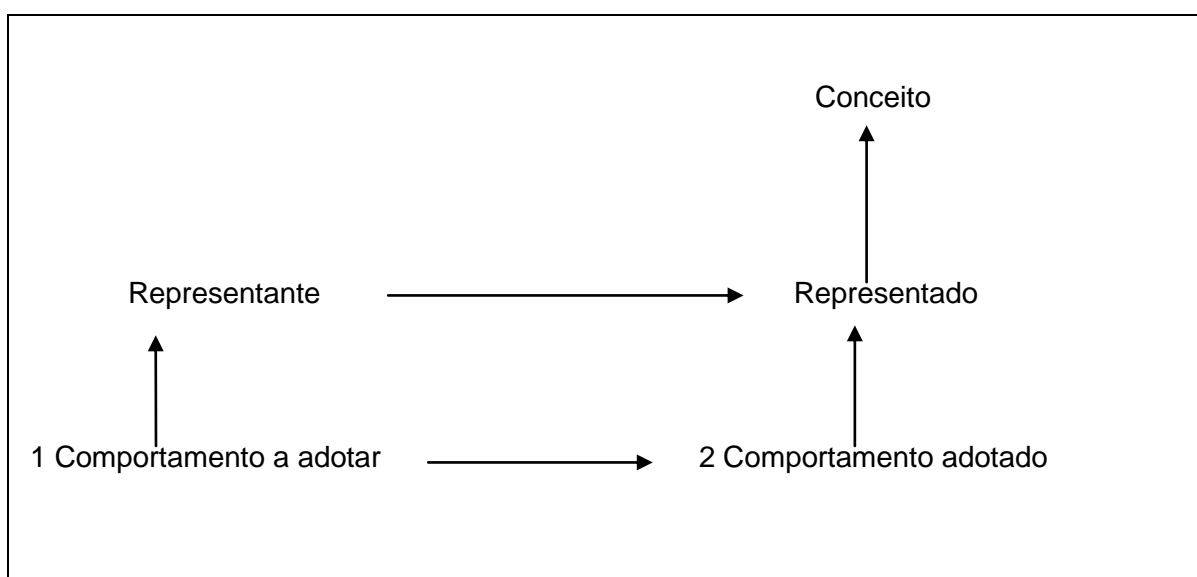 Conceito
Representante Representado
1 Comportamento a adotar 2 Comportamento adotado